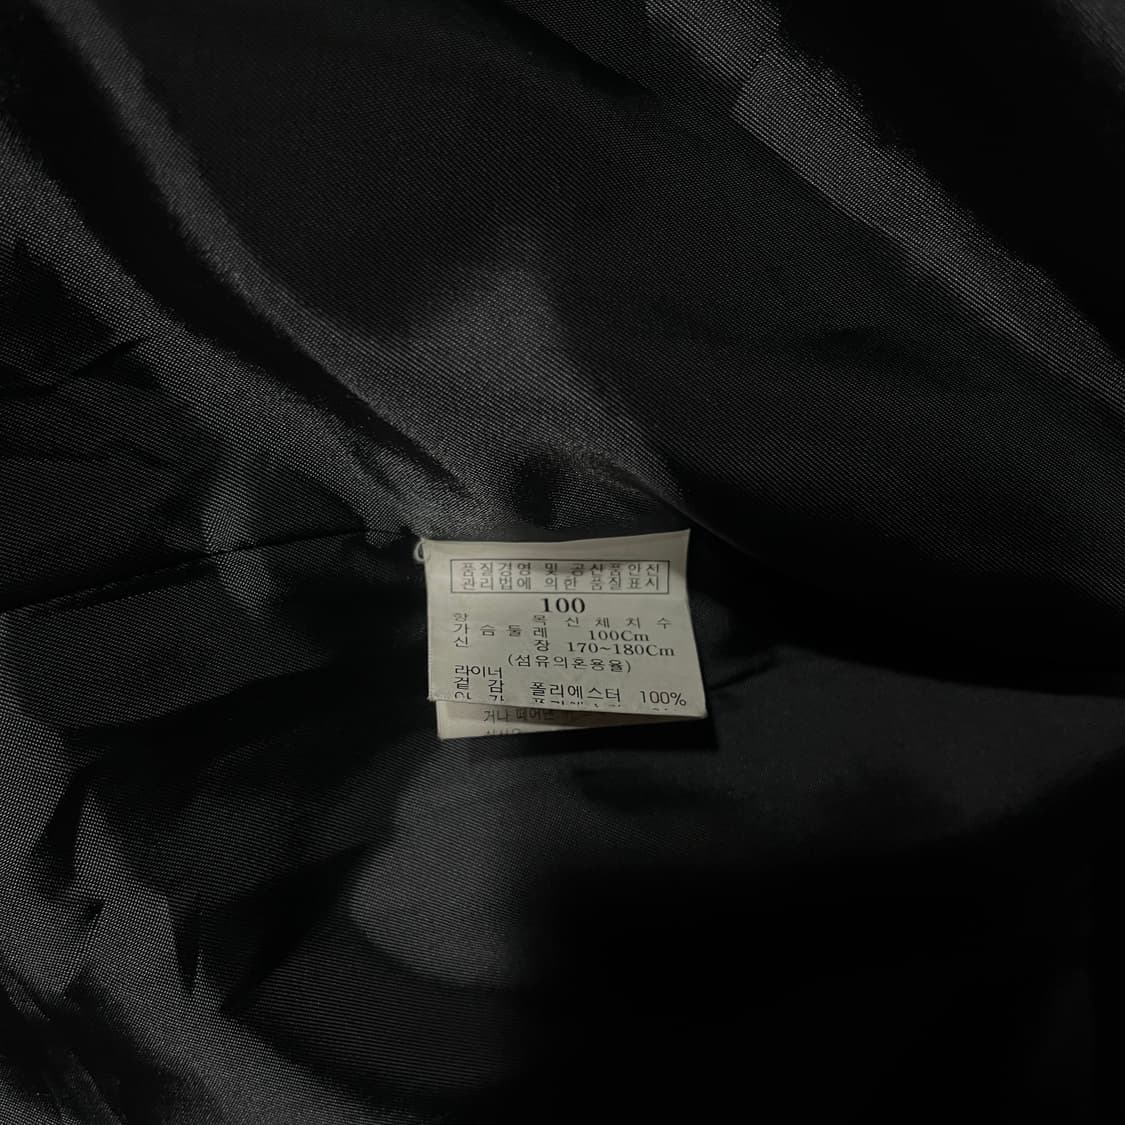 품질경영 및 공산품안전
관리법에 의한 품질표시
100
항 목 신체치수
가슴둘레 100Cm
신 장 170~180Cm
(섬유의혼용율)
라이너
겉 감 폴리에스터 100%
거나